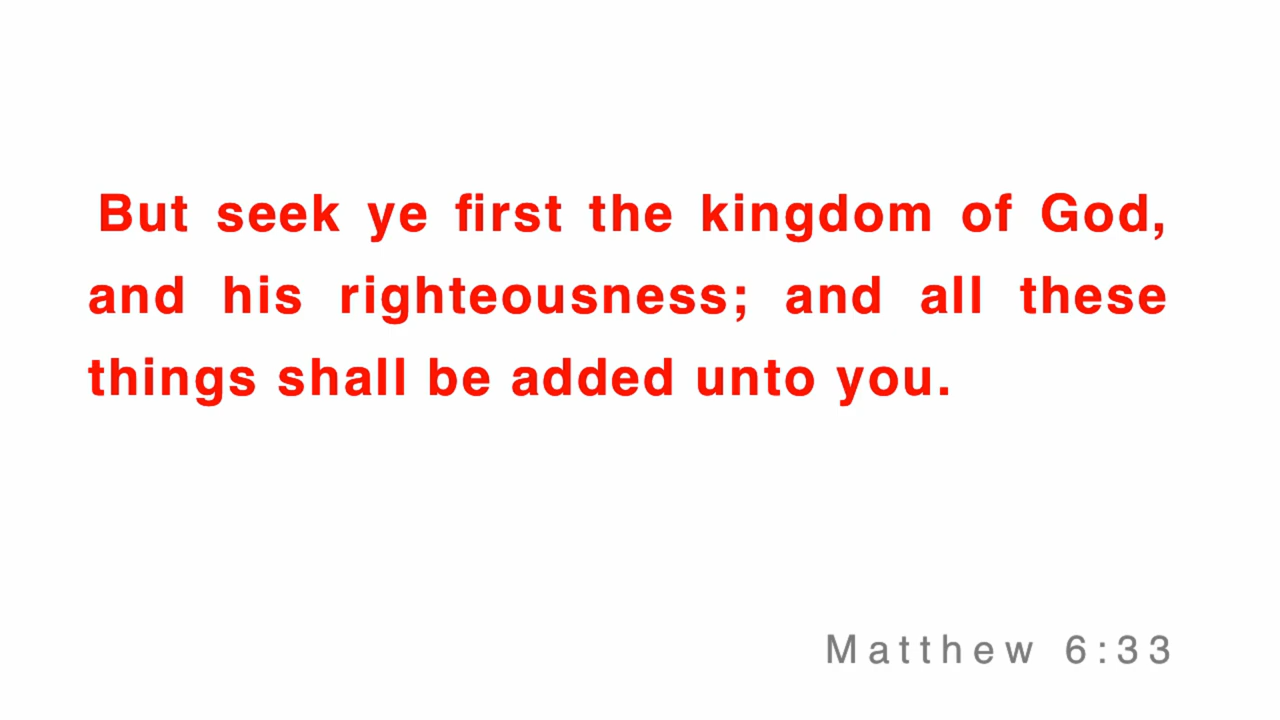 But seek ye first the kingdom of God,
and his righteousness; and all these
things shall be added unto you.
Matthew 6:33